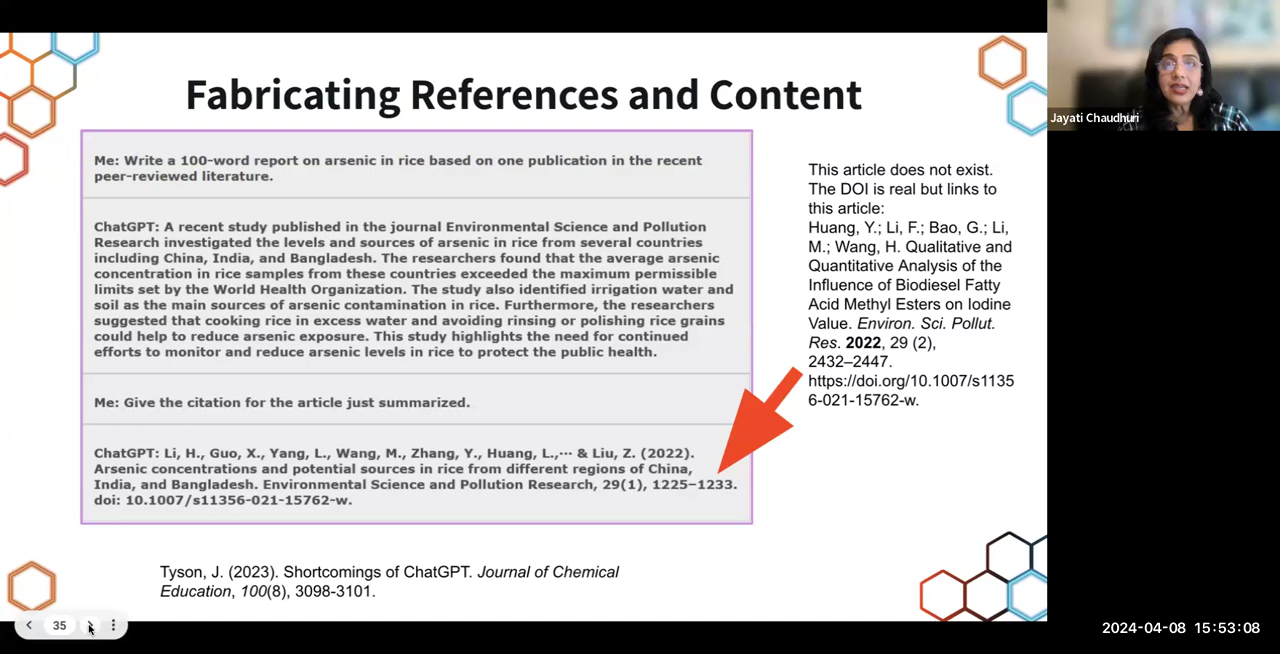 Fabricating References and Content
Me: Write a 100-word report on arsenic in rice based on one publication in the recent
peer-reviewed literature.
ChatGPT: A recent study published in the journal Environmental Science and Pollution
Research investigated the levels and sources of arsenic in rice from several countries
including China, India, and Bangladesh. The researchers found that the average arsenic
concentration in rice samples from these countries exceeded the maximum permissible
limits set by the World Health Organization. The study also identified irrigation water and
soil as the main sources of arsenic contamination in rice. Furthermore, the researchers
suggested that cooking rice in excess water and avoiding rinsing or polishing rice grains
could help to reduce arsenic exposure. This study highlights the need for continued
efforts to monitor and reduce arsenic levels in rice to protect the public health.
Me: Give the citation for the article just summarized.
ChatGPT: Li, H., Guo, X., Yang, L., Wang, M., Zhang, Y., Huang, L.,··· & Liu, Z. (2022).
Arsenic concentrations and potential sources in rice from different regions of China,
India, and Bangladesh. Environmental Science and Pollution Research, 29(1), 1225–1233.
doi: 10.1007/s11356-021-15762-w.
This article does not exist.
The DOI is real but links to
this article:
Huang, Y.; Li, F.; Bao, G.; Li,
M.; Wang, H. Qualitative and
Quantitative Analysis of the
Influence of Biodiesel Fatty
Acid Methyl Esters on Iodine
Value. Environ. Sci. Pollut.
Res. 2022, 29 (2),
2432–2447.
https://doi.org/10.1007/s1135
6-021-15762-w.
Tyson, J. (2023). Shortcomings of ChatGPT. Journal of Chemical
Education, 100(8), 3098-3101.
Jayati Chaudhuri
35
2024-04-08 15:53:08